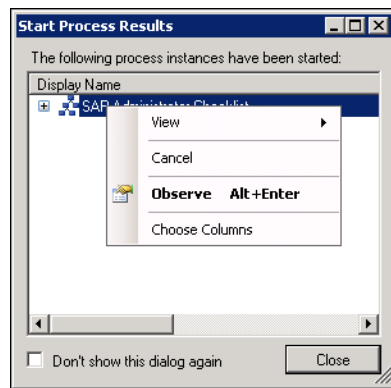 Start Process Results
The following process instances have been started:
Display Name
SAP Administrator Checklist
View
Cancel
Observe Alt+Enter
Choose Columns
Don't show this dialog again
Close